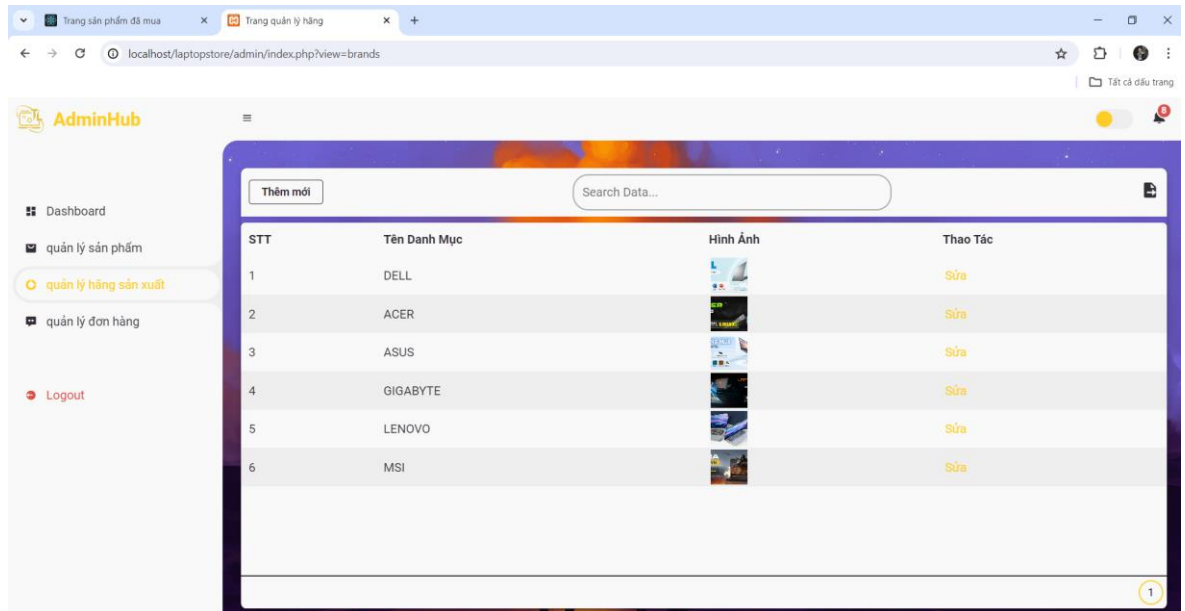 Trang sản phẩm đã mua
Trang quản lý hãng
localhost/laptopstore/admin/index.php?view=brands
Tất cả dấu trang
AdminHub
8
Thêm mới
Search Data...
Dashboard
quản lý sản phẩm
quản lý hãng sản xuất
quản lý đơn hàng
Logout
STT Tên Danh Mục Hình Ảnh Thao Tác
1 DELL Sửa
2 ACER Sửa
3 ASUS Sửa
4 GIGABYTE Sửa
5 LENOVO Sửa
6 MSI Sửa
1